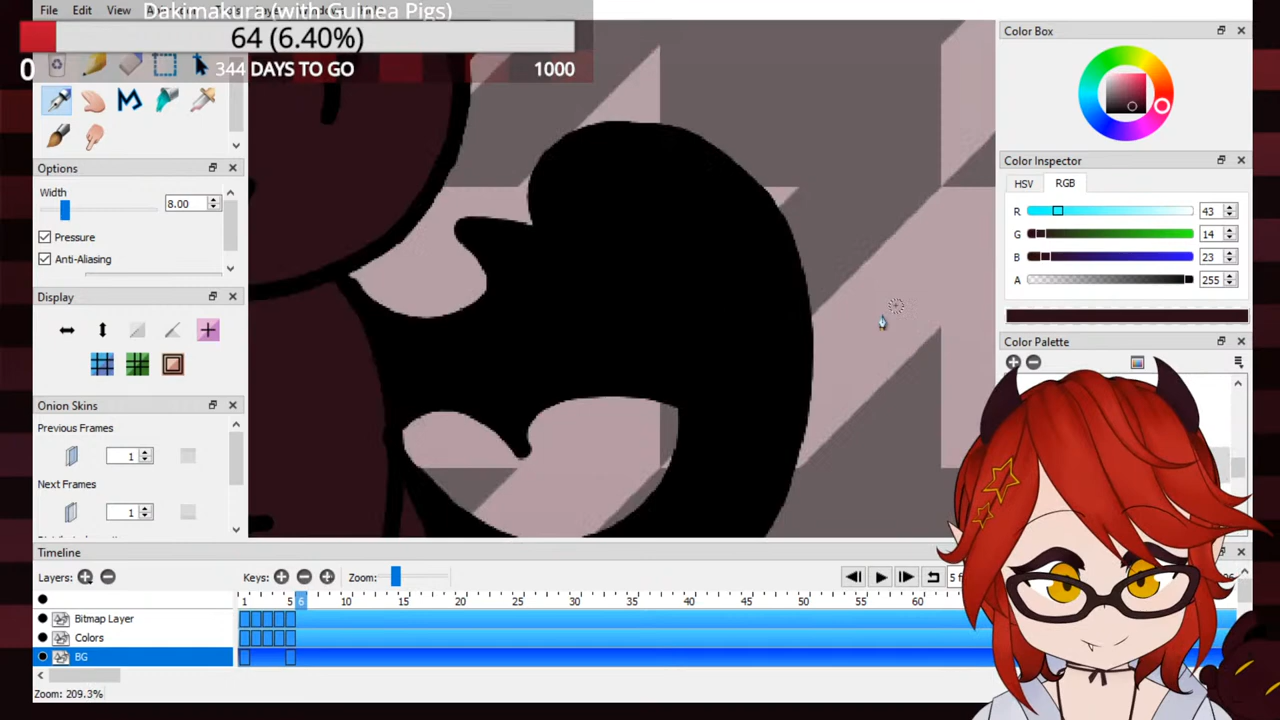 Dakimakura (with Guinea Pigs)
File Edit View
64 (6.40%)
0 344 DAYS TO GO 1000
Options
Width
8.00
Pressure
Anti-Aliasing
Display
Onion Skins
Previous Frames
1
Next Frames
1
Color Box
Color Inspector
HSV RGB
R 43
G 14
B 23
A 255
Color Palette
Timeline
Layers: Keys: Zoom: 5 f
1 5 6 10 15 20 25 30 35 40 45 50 55 60
Bitmap Layer
Colors
BG
Zoom: 209.3%